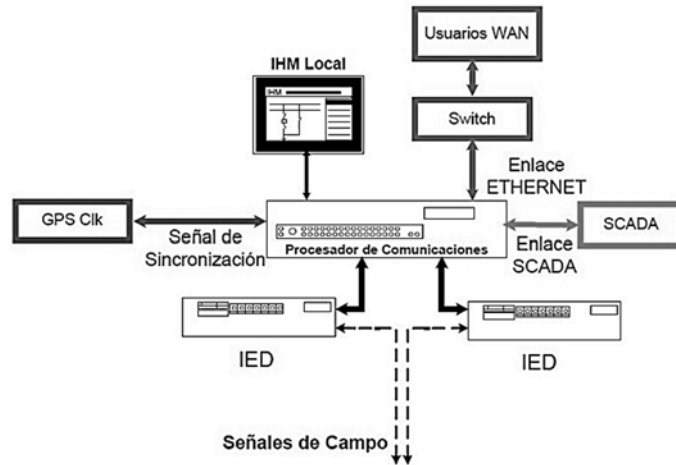 Usuarios WAN
IHM Local
IHM
Switch
Enlace
ETHERNET
GPS Clk
Señal de
Sincronización
Procesador de Comunicaciones
SCADA
Enlace
SCADA
IED
IED
Señales de Campo